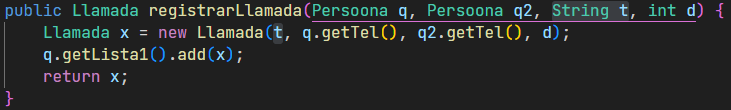 public Llamada registrarLlamada(Persoona q, Persoona q2, String t, int d) {
    Llamada x = new Llamada(t, q.getTel(), q2.getTel(), d);
    q.getLista1().add(x);
    return x;
}